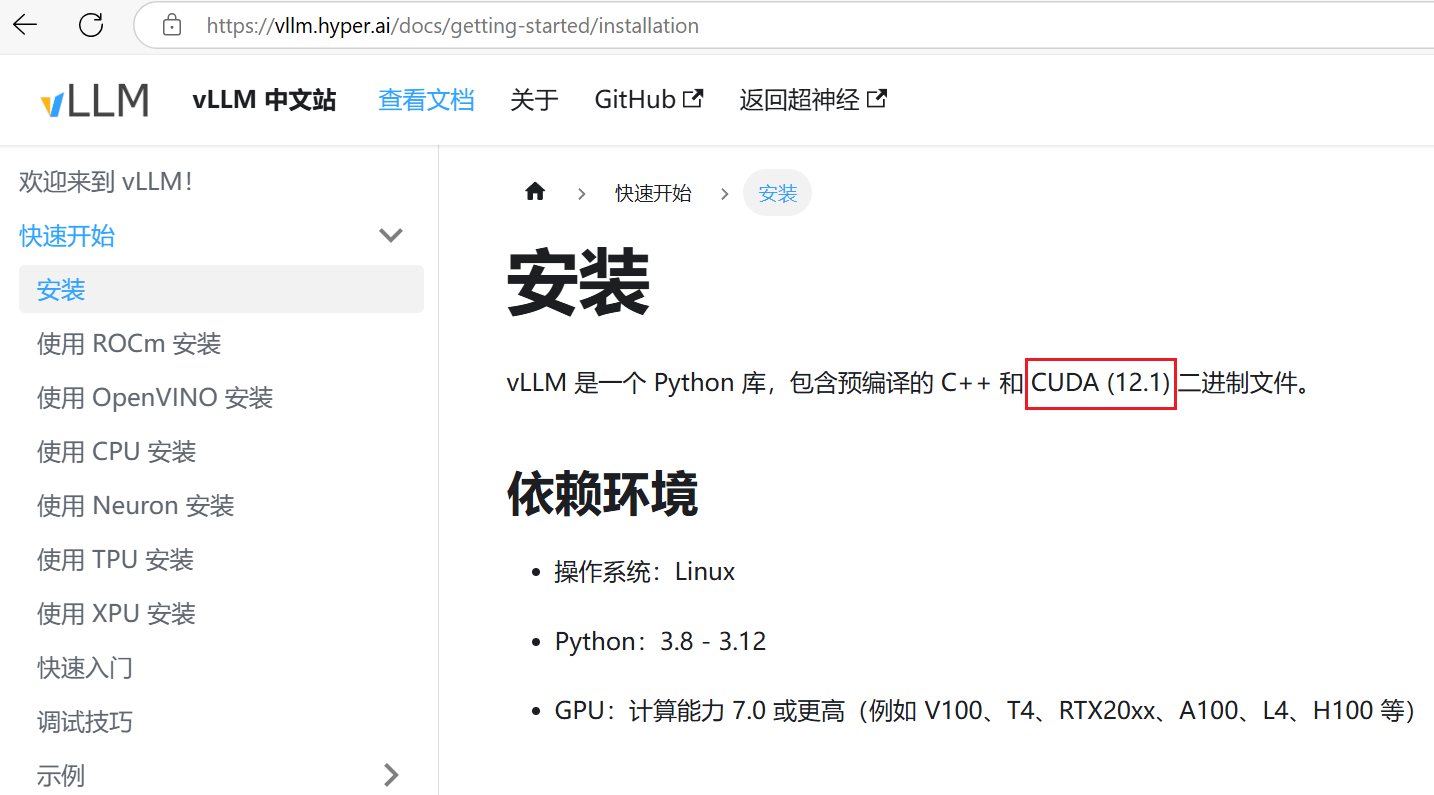 https://vllm.hyper.ai/docs/getting-started/installation
vLLM vLLM 中文站 查看文档 关于 GitHub 返回超神经
欢迎来到 vLLM!
快速开始
安装
使用 ROCm 安装
使用 OpenVINO 安装
使用 CPU 安装
使用 Neuron 安装
使用 TPU 安装
使用 XPU 安装
快速入门
调试技巧
示例
快速开始 安装
安装
vLLM 是一个 Python 库，包含预编译的 C++ 和 CUDA (12.1) 二进制文件。
依赖环境
操作系统：Linux
Python：3.8 - 3.12
GPU：计算能力 7.0 或更高（例如 V100、T4、RTX20xx、A100、L4、H100 等）